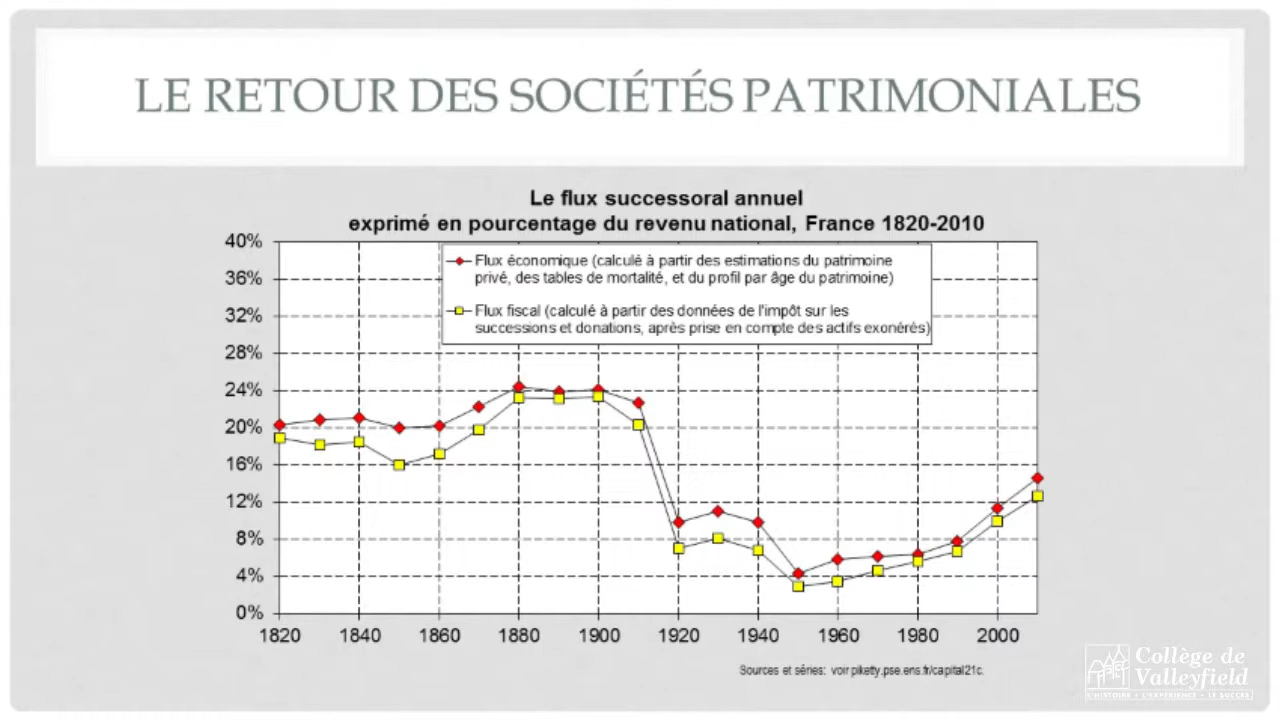 LE RETOUR DES SOCIÉTÉS PATRIMONIALES
Le flux successoral annuel
exprimé en pourcentage du revenu national, France 1820-2010
40%
36%
32%
28%
24%
20%
16%
12%
8%
4%
0%
Flux économique (calculé à partir des estimations du patrimoine
privé, des tables de mortalité, et du profil par âge du patrimoine)
Flux fiscal (calculé à partir des données de l'impôt sur les
successions et donations, après prise en compte des actifs exonérés)
1820 1840 1860 1880 1900 1920 1940 1960 1980 2000
Sources et séries: voir piketty.pse.ens.fr/capital21c.
Collège de
Valleyfield
L'HISTOIRE • L'EXPÉRIENCE • LE SUCCÈS